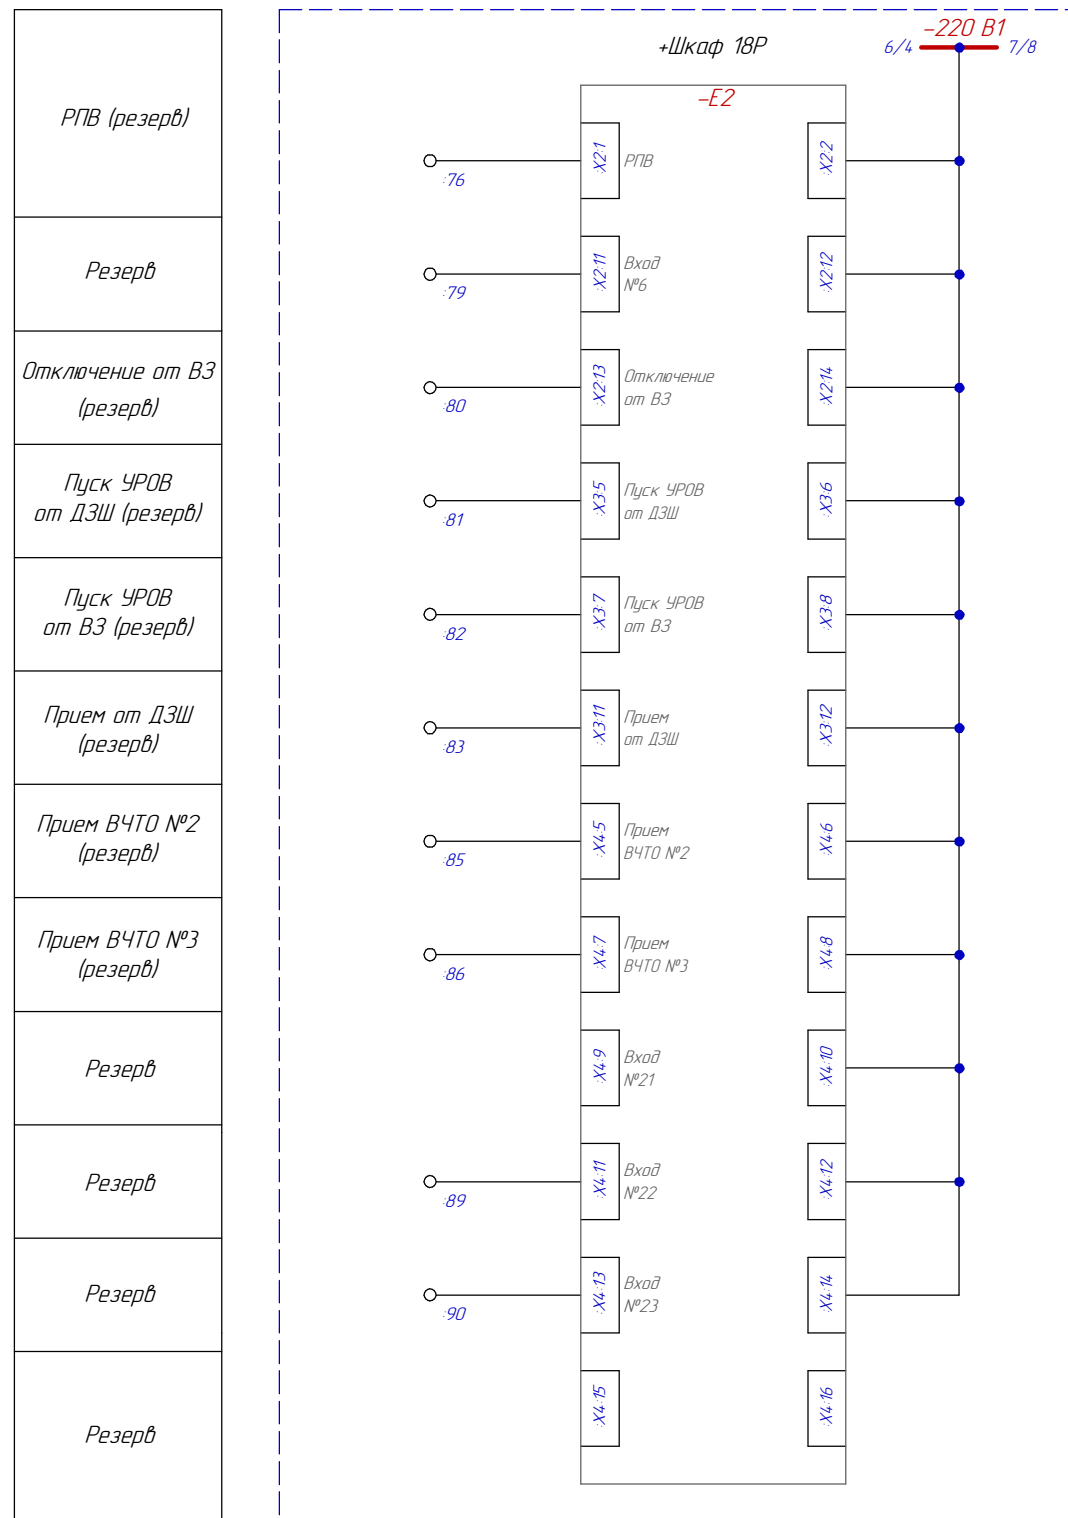 +Шкаф 18Р
-220 В1
6/4
7/8
-E2
РПВ (резерв)
:76
:X2:1
РПВ
:X2:2
Резерв
:79
:X2:11
Вход
№6
:X2:12
Отключение от ВЗ
(резерв)
:80
:X2:13
Отключение
от ВЗ
:X2:14
Пуск УРОВ
от ДЗШ (резерв)
:81
:X3:5
Пуск УРОВ
от ДЗШ
:X3:6
Пуск УРОВ
от ВЗ (резерв)
:82
:X3:7
Пуск УРОВ
от ВЗ
:X3:8
Прием от ДЗШ
(резерв)
:83
:X3:11
Прием
от ДЗШ
:X3:12
Прием ВЧТО №2
(резерв)
:85
:X4:5
Прием
ВЧТО №2
:X4:6
Прием ВЧТО №3
(резерв)
:86
:X4:7
Прием
ВЧТО №3
:X4:8
Резерв
:X4:9
Вход
№21
:X4:10
Резерв
:89
:X4:11
Вход
№22
:X4:12
Резерв
:90
:X4:13
Вход
№23
:X4:14
Резерв
:X4:15
:X4:16